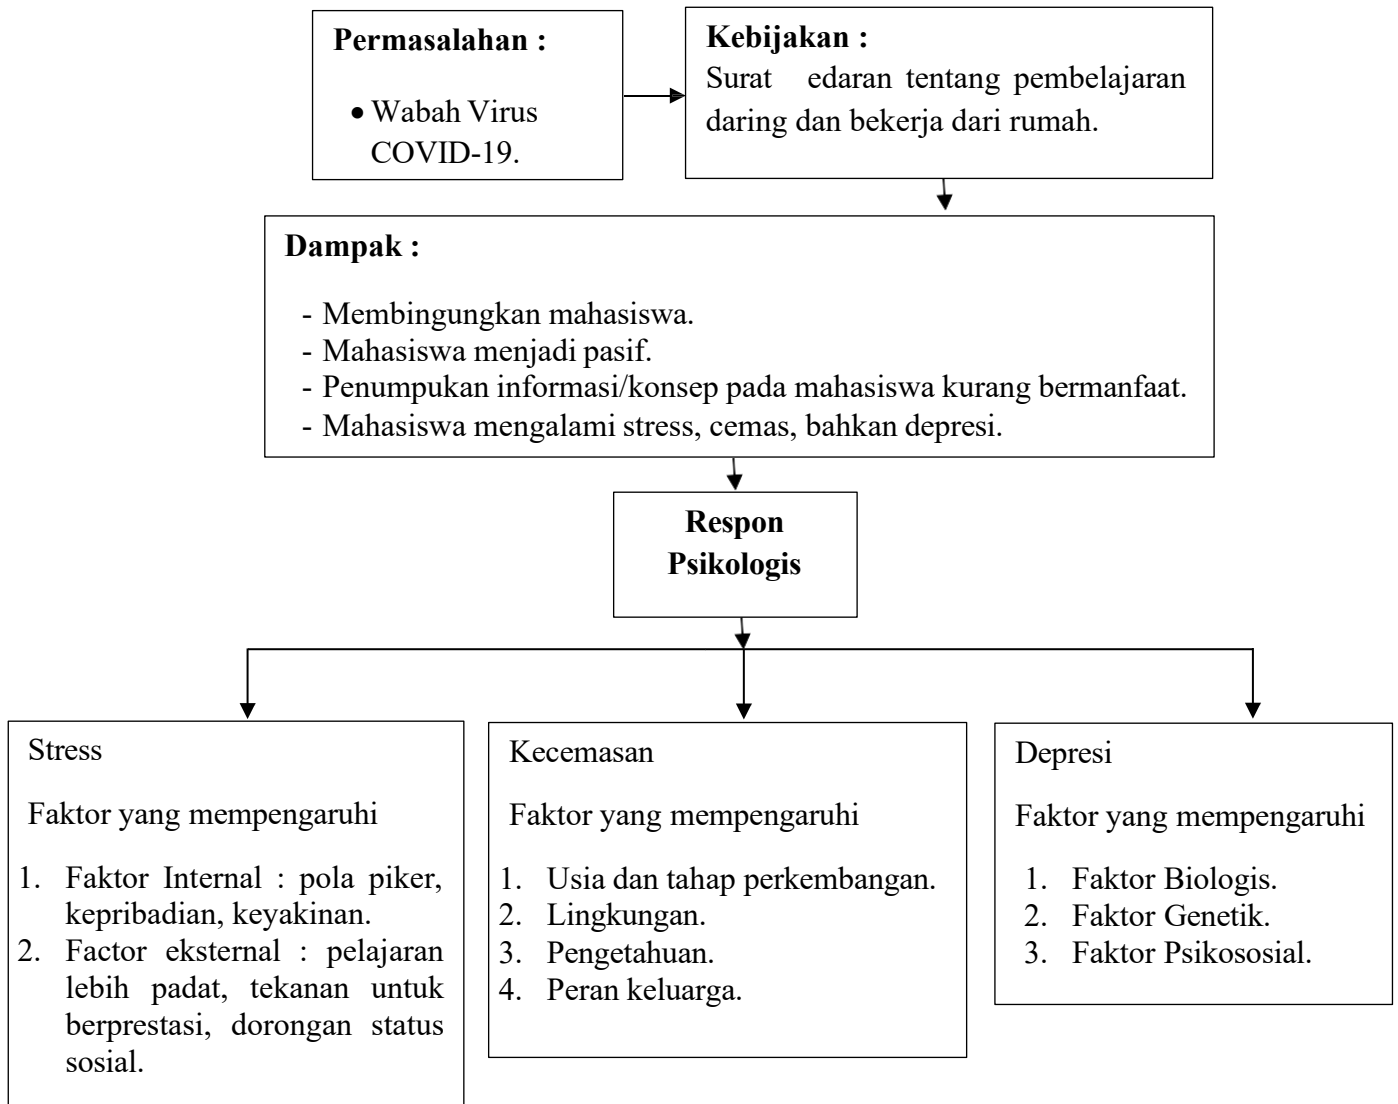 Permasalahan :
• Wabah Virus
COVID-19.
Kebijakan :
Surat edaran tentang pembelajaran
daring dan bekerja dari rumah.
Dampak :
- Membingungkan mahasiswa.
- Mahasiswa menjadi pasif.
- Penumpukan informasi/konsep pada mahasiswa kurang bermanfaat.
- Mahasiswa mengalami stress, cemas, bahkan depresi.
Respon
Psikologis
Stress
Faktor yang mempengaruhi
1. Faktor Internal : pola piker,
kepribadian, keyakinan.
2. Factor eksternal : pelajaran
lebih padat, tekanan untuk
berprestasi, dorongan status
sosial.
Kecemasan
Faktor yang mempengaruhi
1. Usia dan tahap perkembangan.
2. Lingkungan.
3. Pengetahuan.
4. Peran keluarga.
Depresi
Faktor yang mempengaruhi
1. Faktor Biologis.
2. Faktor Genetik.
3. Faktor Psikososial.